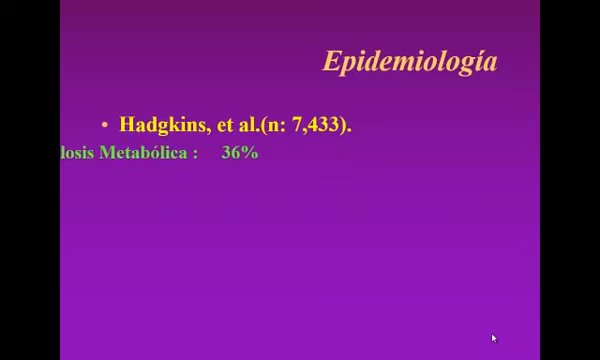 Epidemiología
• Hadgkins, et al.(n: 7,433).
losis Metabólica : 36%